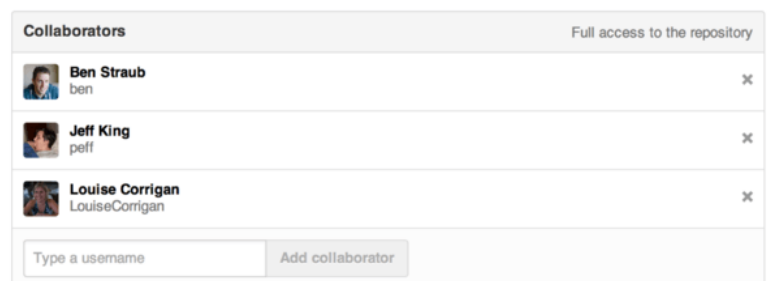 Collaborators
Full access to the repository
Ben Straub
ben
Jeff King
peff
Louise Corrigan
LouiseCorrigan
Type a username
Add collaborator